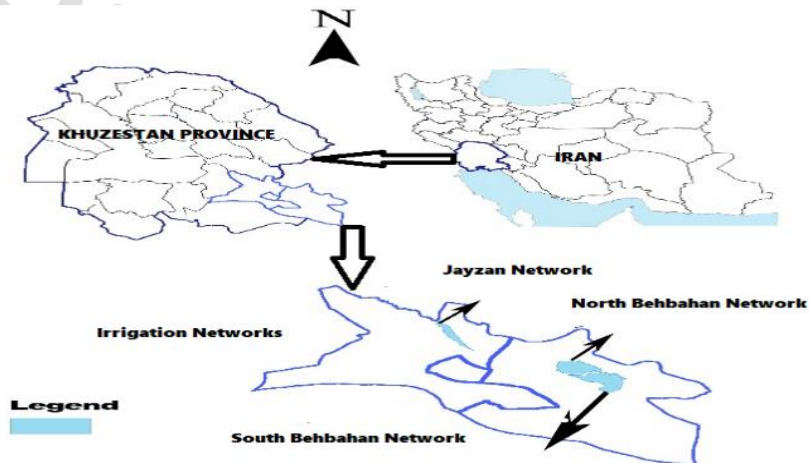 N
KHUZESTAN PROVINCE
IRAN
Jayzan Network
North Behbahan Network
Irrigation Networks
Legend
South Behbahan Network